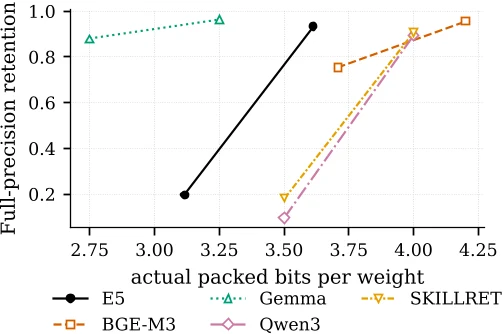 Full-precision retention
1.0
0.8
0.6
0.4
0.2
2.75 3.00 3.25 3.50 3.75 4.00 4.25
actual packed bits per weight
E5 Gemma SKILLRET
BGE-M3 Qwen3